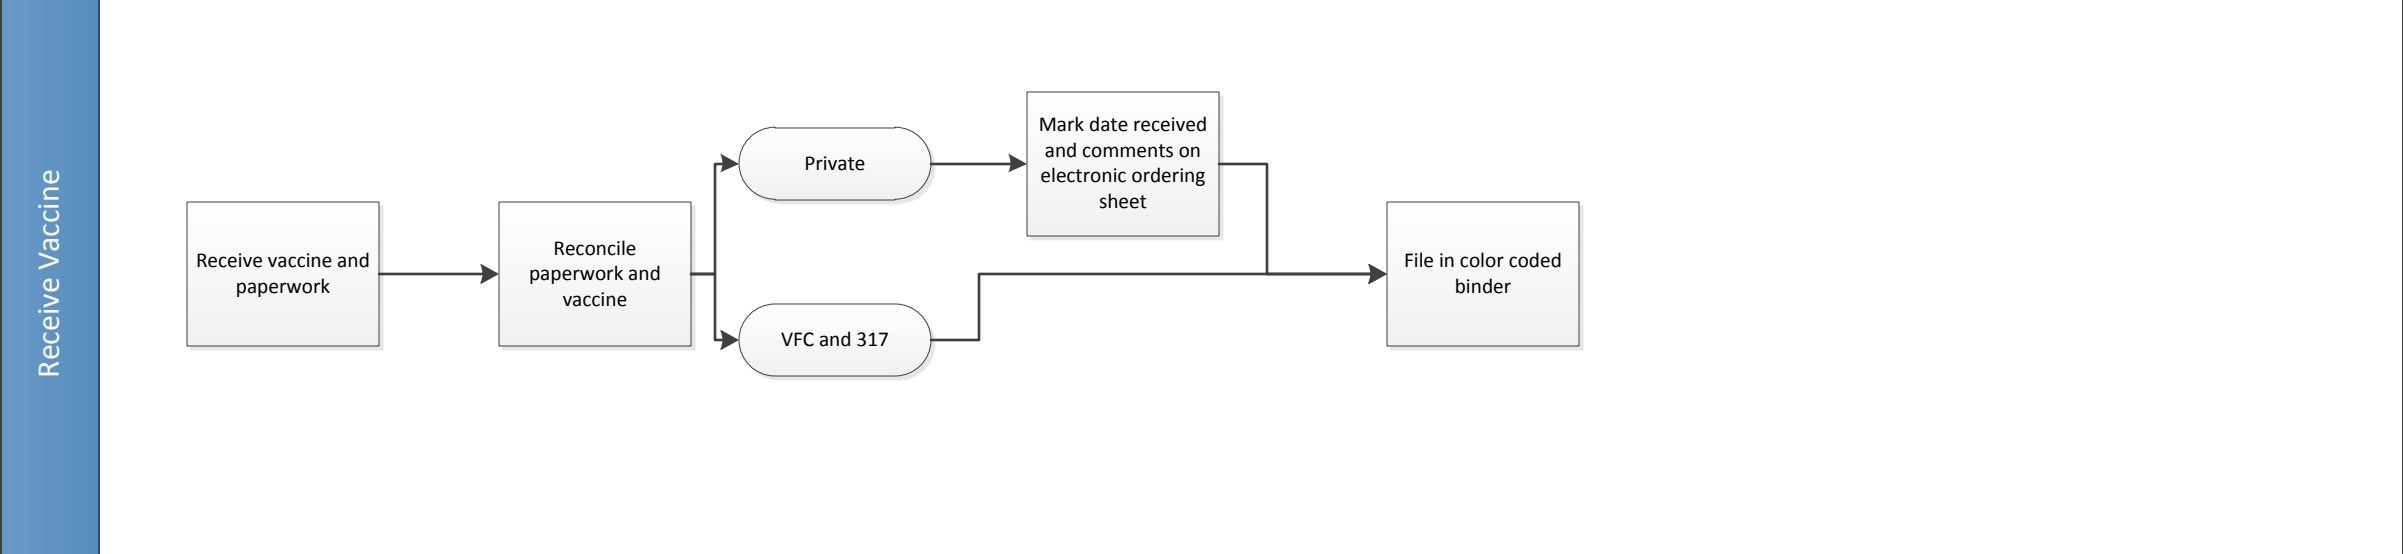 Receive Vaccine
Receive vaccine and
paperwork
Reconcile
paperwork and
vaccine
Private
VFC and 317
Mark date received
and comments on
electronic ordering
sheet
File in color coded
binder